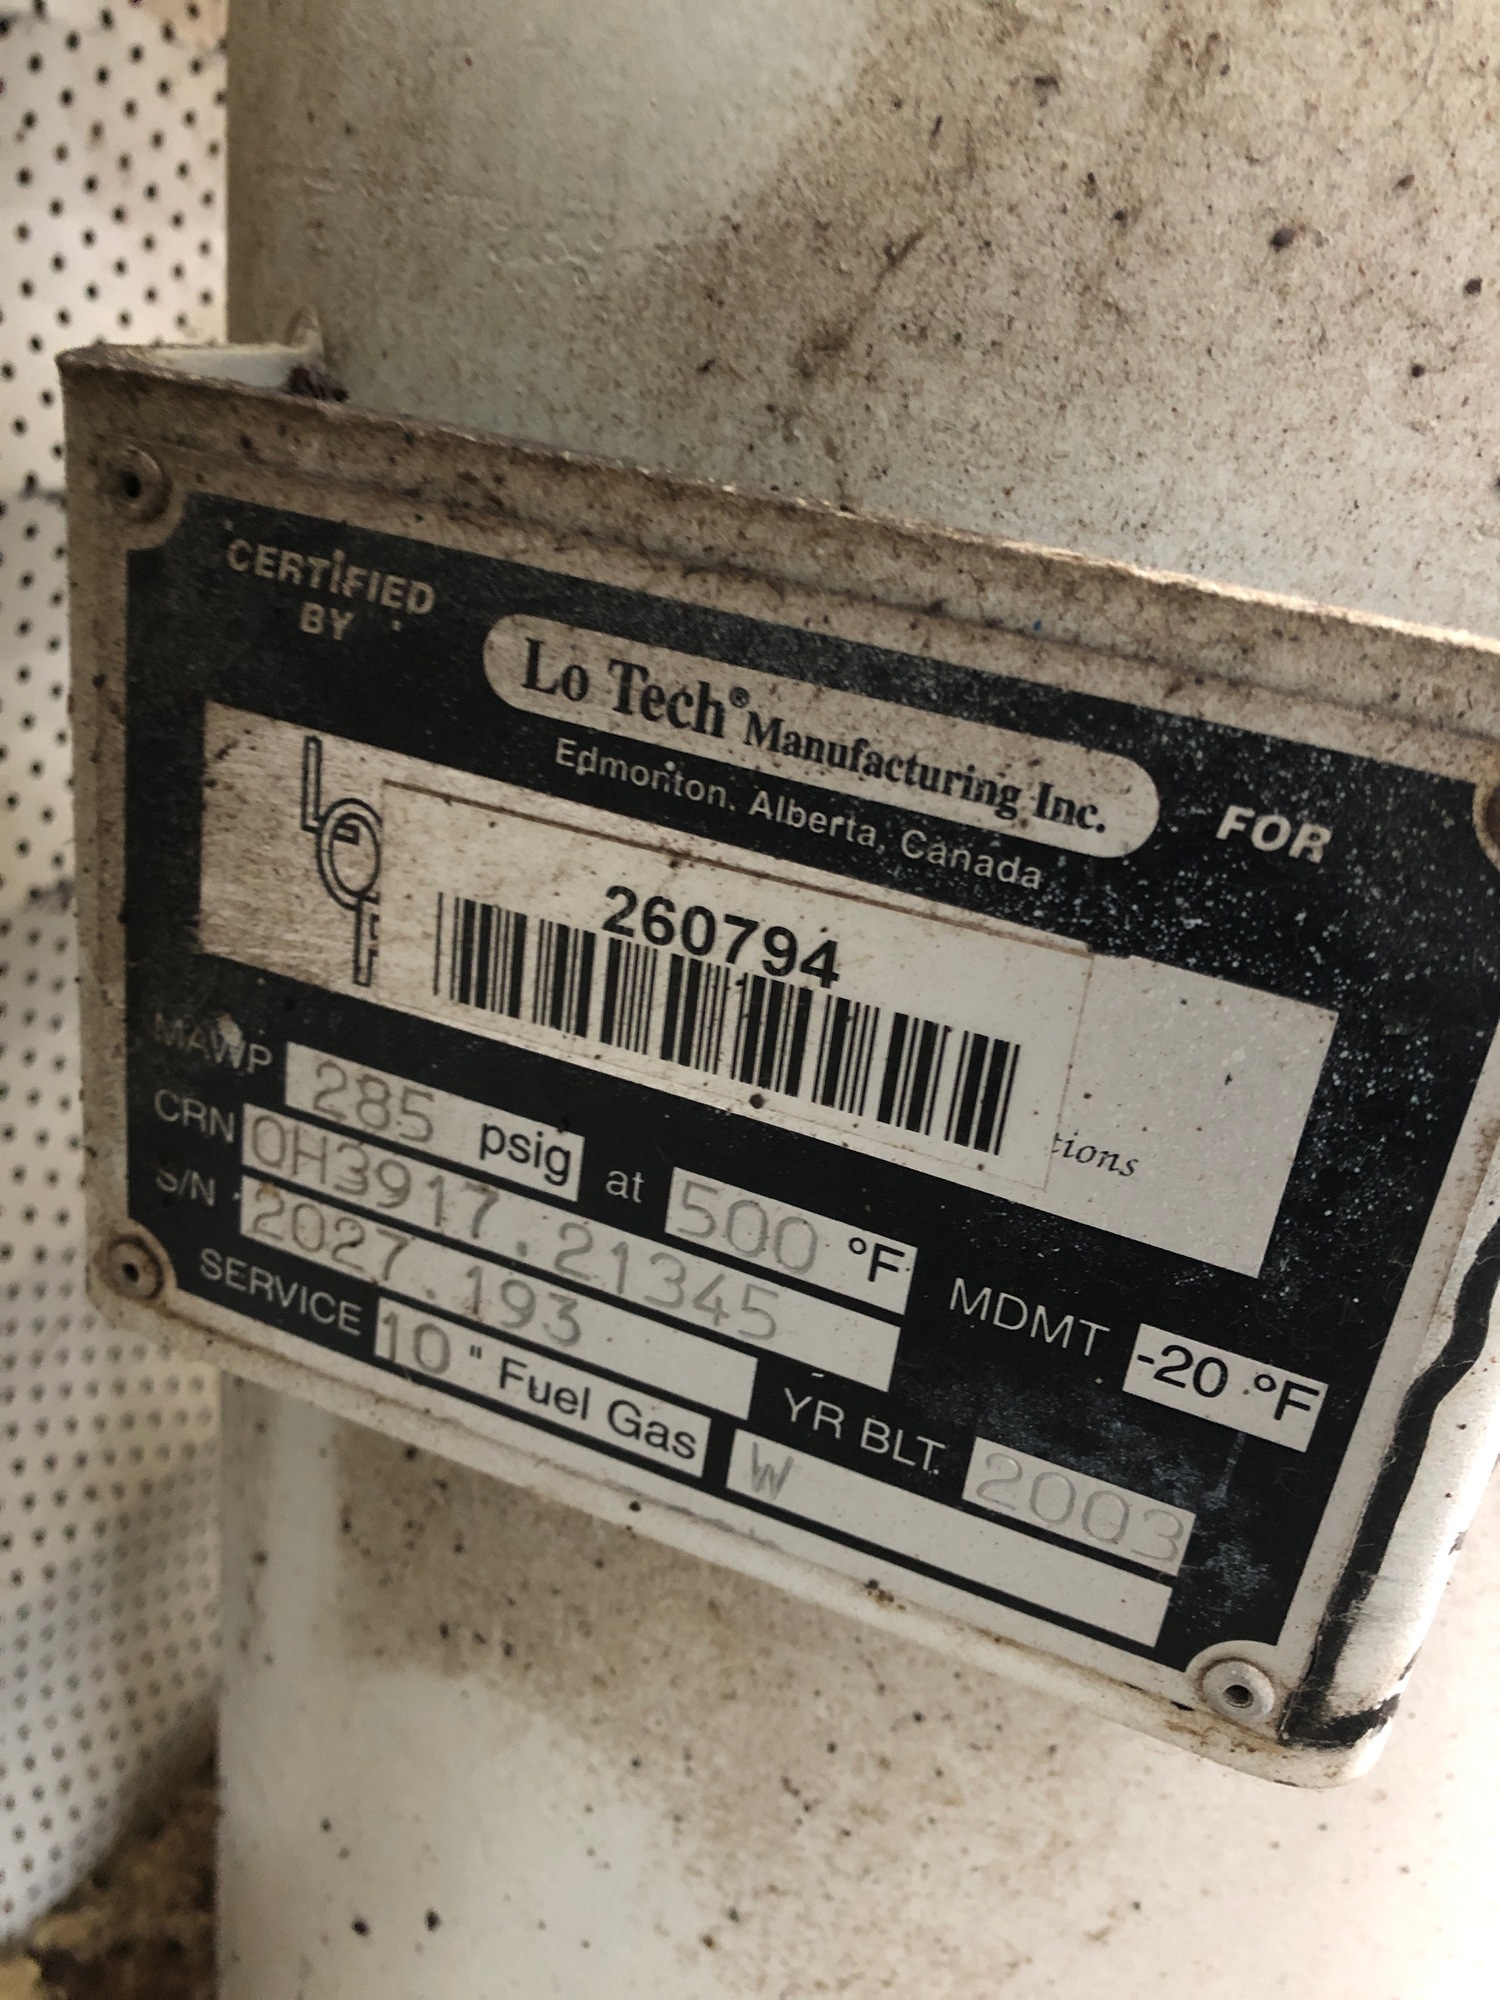 CERTIFIED
BY
Lo Tech® Manufacturing Inc.
FOR
Edmonton, Alberta, Canada
260794
tions
MAWP 285 psig at 500 °F MDMT -20 °F
CRN 0H3917.21345
S/N 2027.193 YR BLT. 2003
SERVICE 10" Fuel Gas W